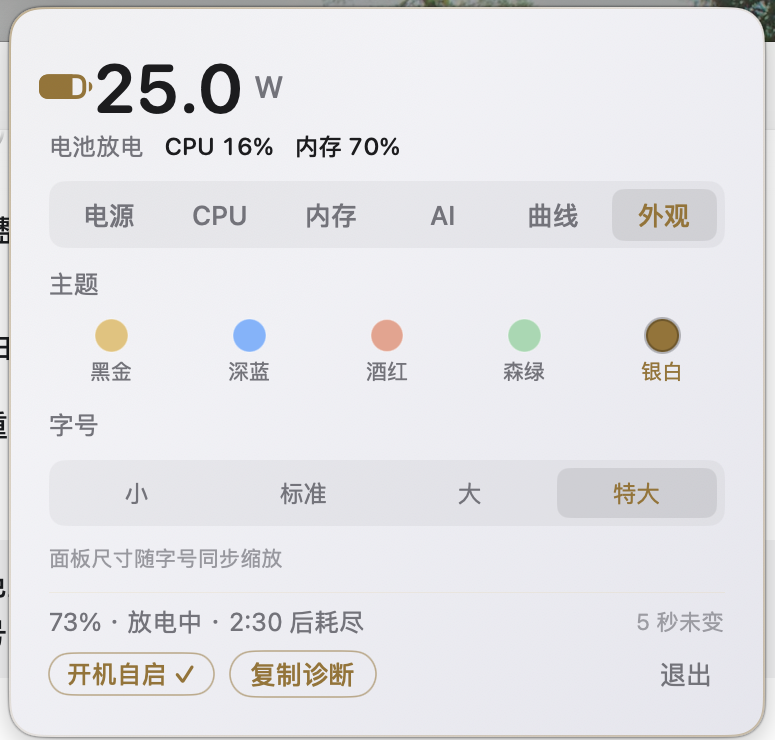 25.0 W
电池放电 CPU 16% 内存 70%
电源 CPU 内存 AI 曲线 外观
主题
黑金 深蓝 酒红 森绿 银白
字号
小 标准 大 特大
面板尺寸随字号同步缩放
73% · 放电中 · 2:30 后耗尽 5 秒未变
开机自启 ✓ 复制诊断 退出